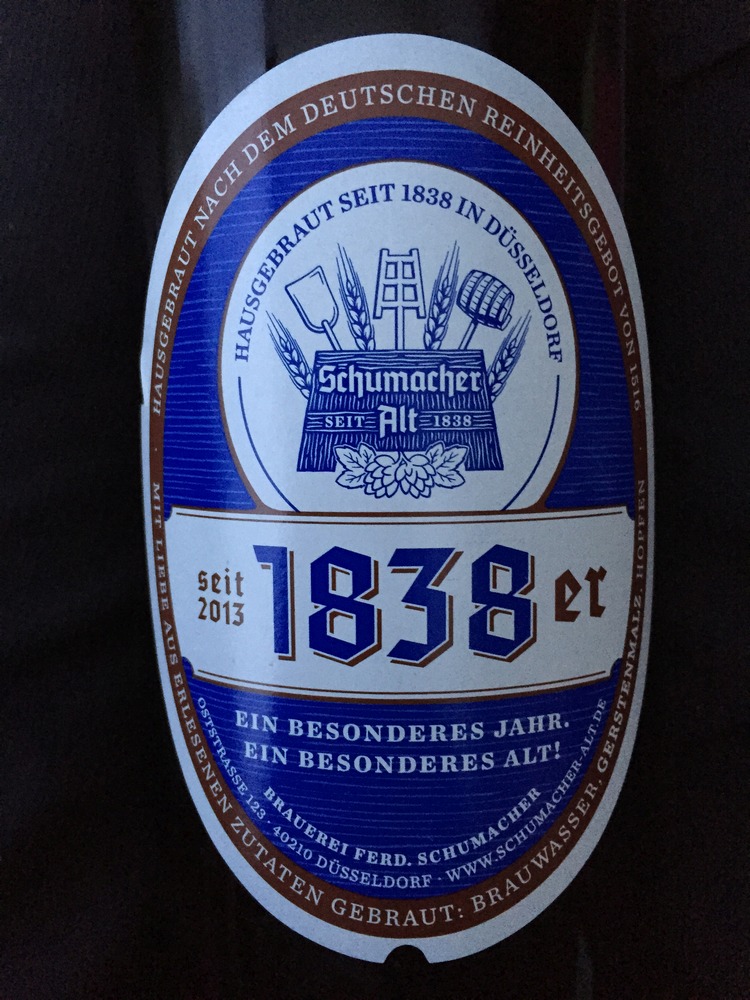 HAUSGEBRAUT NACH DEM DEUTSCHEN REINHEITSGEBOT VON 1516
HAUSGEBRAUT SEIT 1838 IN DÜSSELDORF
Schumacher
SEIT Alt 1838
seit
2013
1838er
EIN BESONDERES JAHR.
EIN BESONDERES ALT!
BRAUEREI FERD. SCHUMACHER
OSTSTRASSE 123 · 40210 DÜSSELDORF · WWW.SCHUMACHER-ALT.DE
· MIT LIEBE AUS ERLESENEN ZUTATEN GEBRAUT: BRAUWASSER, GERSTENMALZ, HOPFEN ·